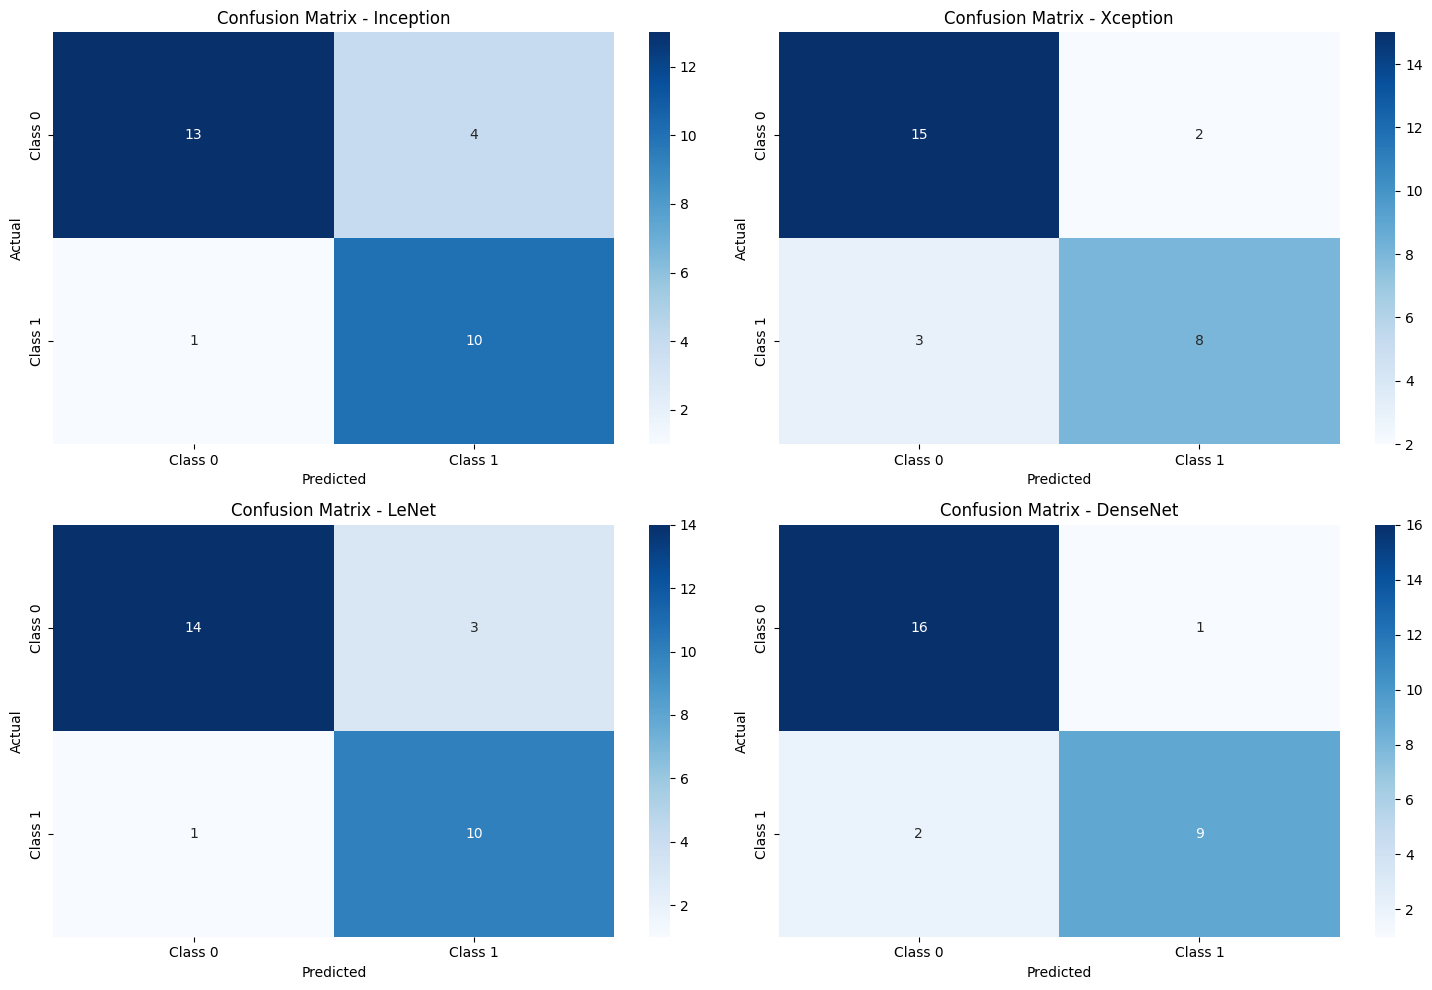 Confusion Matrix - Inception
Class 0
13
4
Class 1
1
10
Actual
Class 0
Class 1
Predicted
12
10
8
6
4
2
Confusion Matrix - Xception
Class 0
15
2
Class 1
3
8
Actual
Class 0
Class 1
Predicted
14
12
10
8
6
4
2
Confusion Matrix - LeNet
Class 0
14
3
Class 1
1
10
Actual
Class 0
Class 1
Predicted
14
12
10
8
6
4
2
Confusion Matrix - DenseNet
Class 0
16
1
Class 1
2
9
Actual
Class 0
Class 1
Predicted
16
14
12
10
8
6
4
2